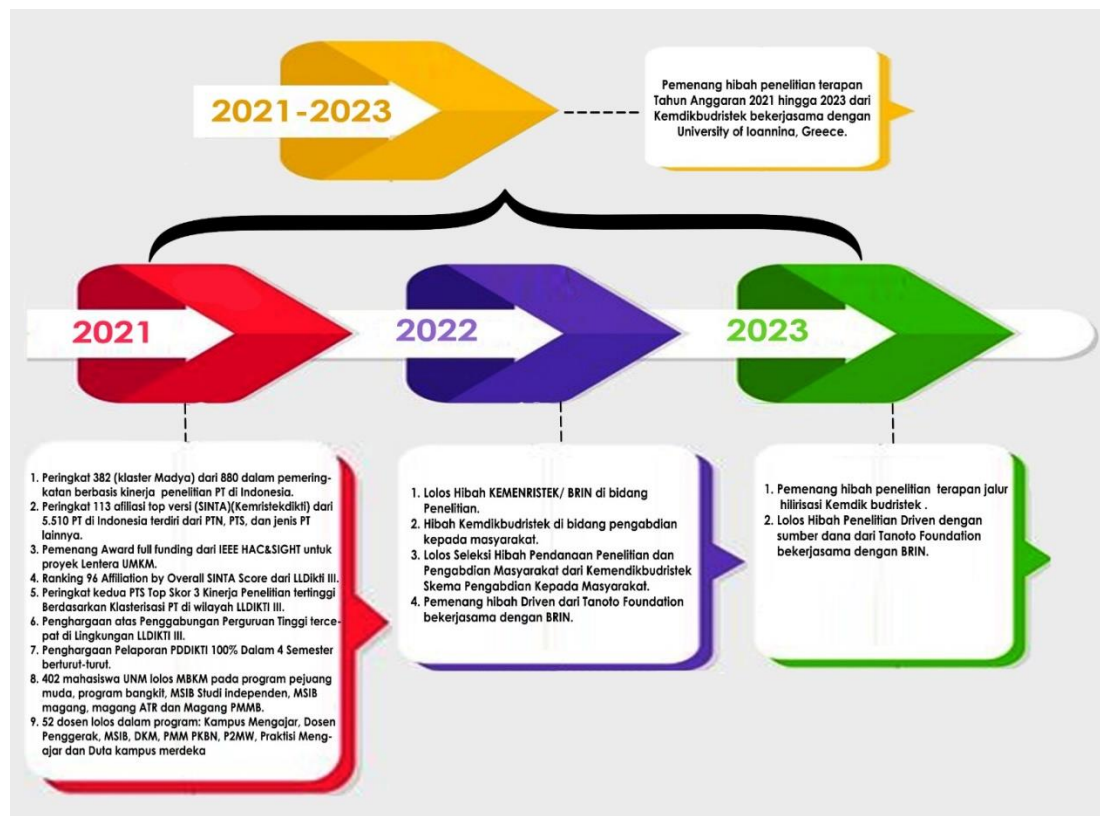 2021-2023
Pemenang hibah penelitian terapan
Tahun Anggaran 2021 hingga 2023 dari
Kemdikbudristek bekerjasama dengan
University of Ioannina, Greece.
2021
2022
2023
1. Peringkat 382 (klaster Madya) dari 880 dalam pemering-
katan berbasis kinerja penelitian PT di Indonesia.
2. Peringkat 113 afiliasi top versi (SINTA)(Kemristekdikti) dari
5.510 PT di Indonesia terdiri dari PTN, PTS, dan jenis PT
lainnya.
3. Pemenang Award full funding dari IEEE HAC&SIGHT untuk
proyek Lentera UMKM.
4. Ranking 96 Affiliation by Overall SINTA Score dari LLDikti III.
5. Peringkat kedua PTS Top Skor 3 Kinerja Penelitian tertinggi
Berdasarkan Klasterisasi PT di wilayah LLDIKTI III.
6. Penghargaan atas Penggabungan Perguruan Tinggi terce-
pat di Lingkungan LLDIKTI III.
7. Penghargaan Pelaporan PDDIKTI 100% Dalam 4 Semester
berturut-turut.
8. 402 mahasiswa UNM lolos MBKM pada program pejuang
muda, program bangkit, MSIB Studi independen, MSIB
magang, magang ATR dan Magang PMMB.
9. 52 dosen lolos dalam program: Kampus Mengajar, Dosen
Penggerak, MSIB, DKM, PMM PKBN, P2MW, Praktisi Meng-
ajar dan Duta kampus merdeka
1. Lolos Hibah KEMENRISTEK/ BRIN di bidang
Penelitian.
2. Hibah Kemdikbudristek di bidang pengabdian
kepada masyarakat.
3. Lolos Seleksi Hibah Pendanaan Penelitian dan
Pengabdian Masyarakat dari Kemendikbudristek
Skema Pengabdian Kepada Masyarakat.
4. Pemenang hibah Driven dari Tanoto Foundation
bekerjasama dengan BRIN.
1. Pemenang hibah penelitian terapan jalur
hilirisasi Kemdik budristek .
2. Lolos Hibah Penelitian Driven dengan
sumber dana dari Tanoto Foundation
bekerjasama dengan BRIN.